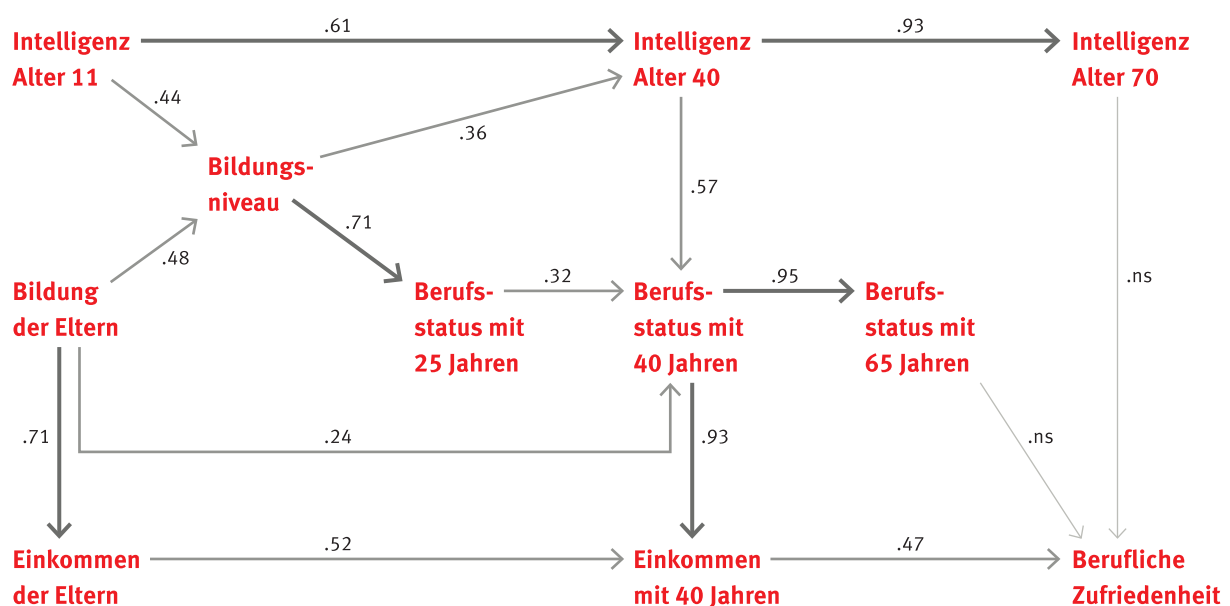 Intelligenz
Alter 11
.61
Intelligenz
Alter 40
.93
Intelligenz
Alter 70
.44
.36
Bildungs-
niveau
.57
.71
.48
Bildung
der Eltern
Berufs-
status mit
25 Jahren
.32
Berufs-
status mit
40 Jahren
.95
Berufs-
status mit
65 Jahren
.ns
.71
.24
.93
.ns
Einkommen
der Eltern
.52
Einkommen
mit 40 Jahren
.47
Berufliche
Zufriedenheit